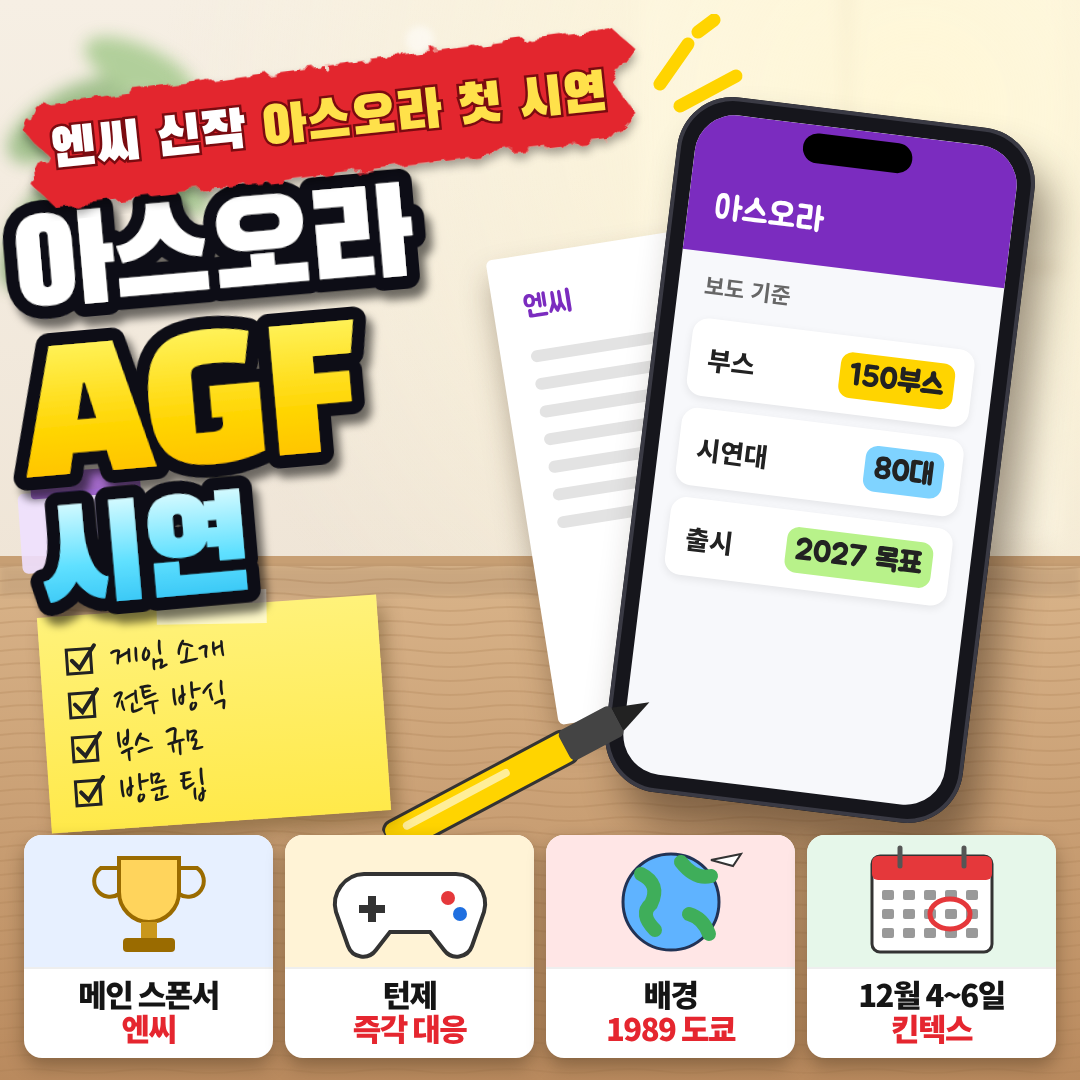 엔씨 신작 아스오라 첫 시연
아스오라
AGF
시연
게임 소개
전투 방식
부스 규모
방문 팁
엔씨
아스오라
보도 기준
부스 150부스
시연대 80대
출시 2027 목표
메인 스폰서
엔씨
턴제
즉각 대응
배경
1989 도쿄
12월 4~6일
킨텍스